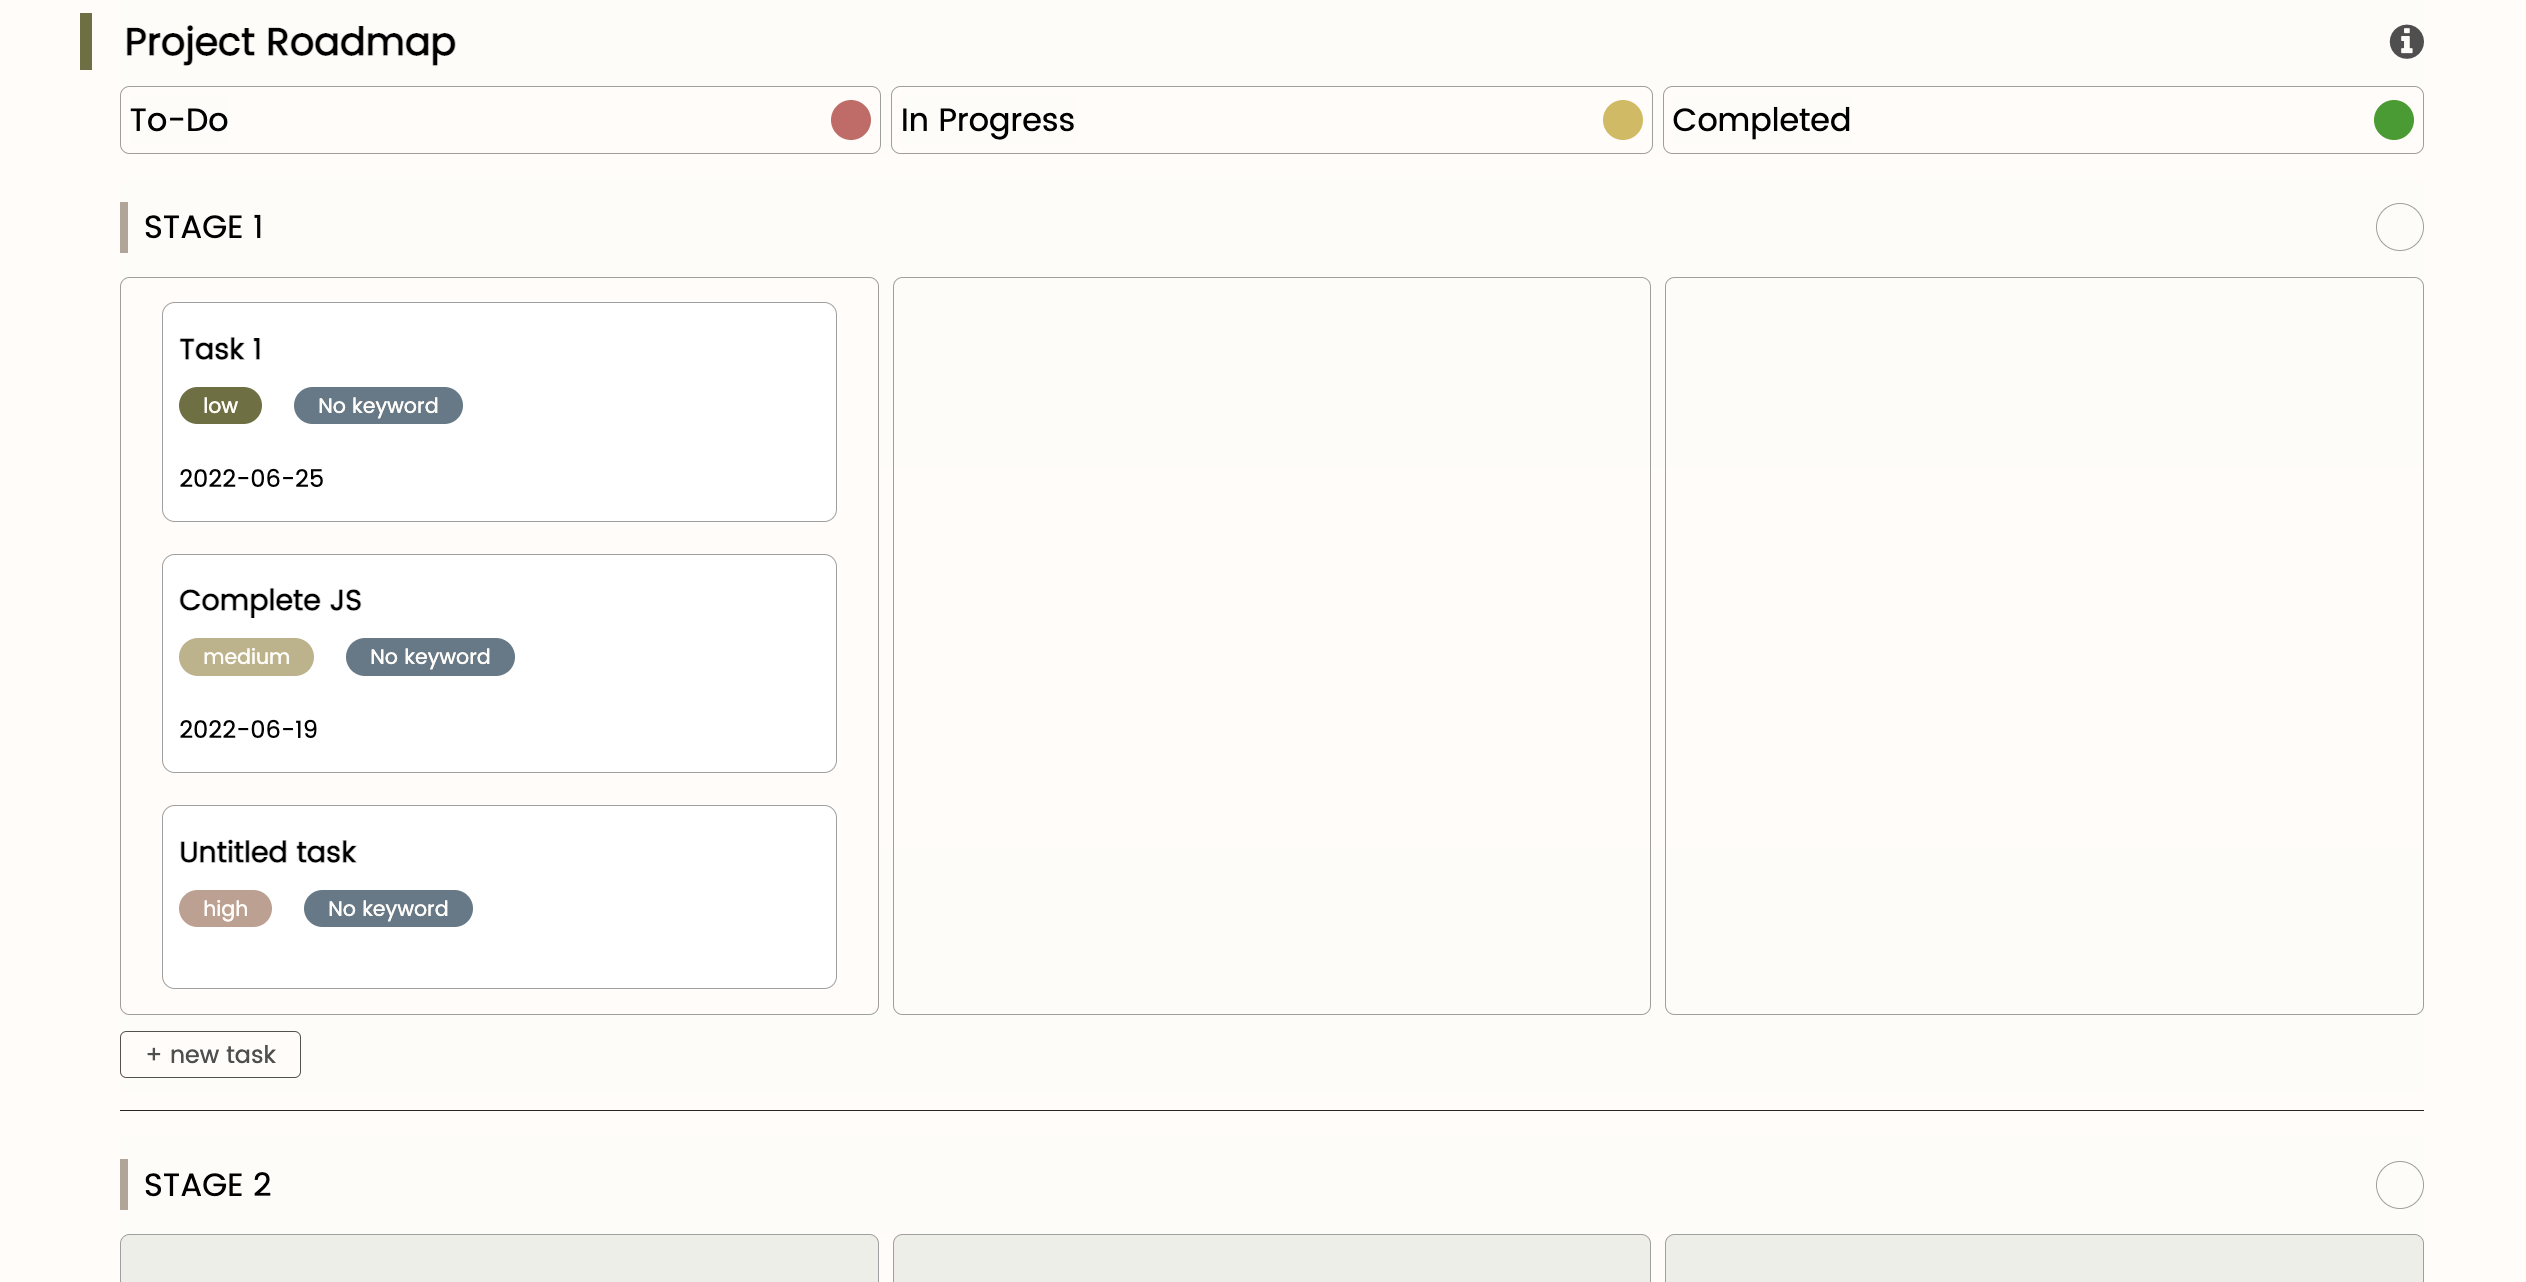 Project Roadmap
To-Do
In Progress
Completed
STAGE 1
Task 1
low
No keyword
2022-06-25
Complete JS
medium
No keyword
2022-06-19
Untitled task
high
No keyword
+ new task
STAGE 2